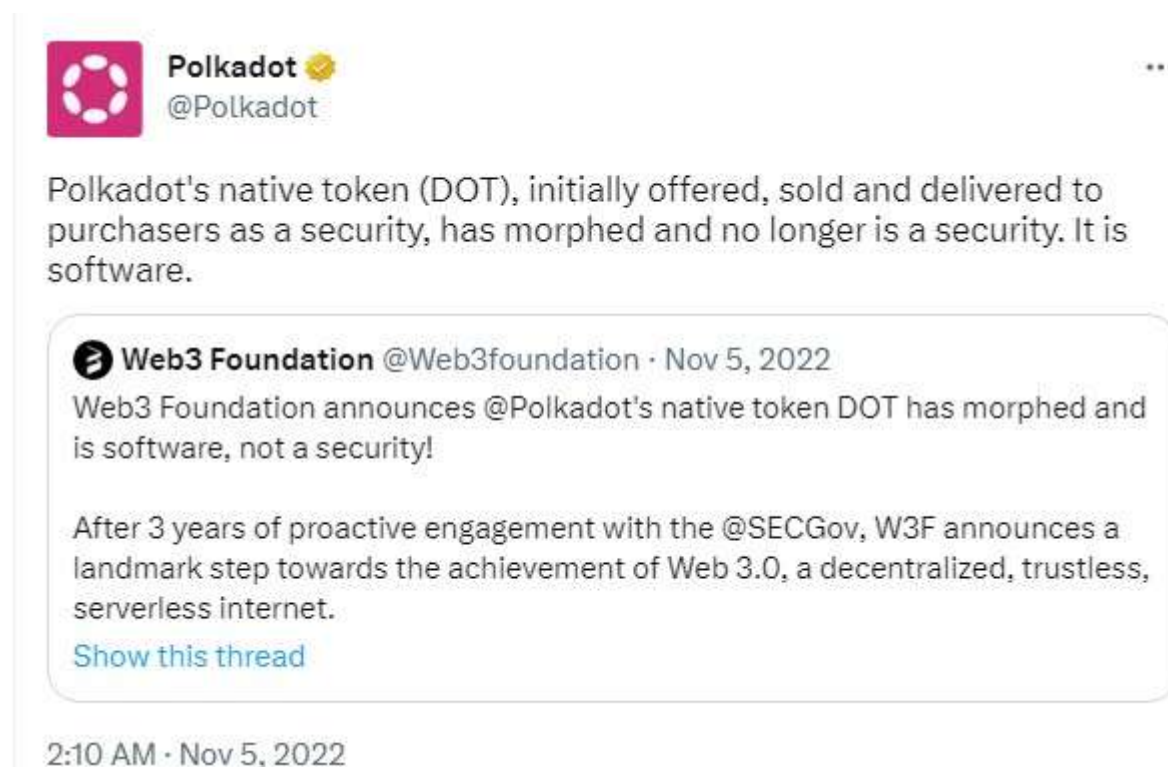 Polkadot
@Polkadot
Polkadot's native token (DOT), initially offered, sold and delivered to
purchasers as a security, has morphed and no longer is a security. It is
software.
Web3 Foundation @Web3foundation · Nov 5, 2022
Web3 Foundation announces @Polkadot's native token DOT has morphed and
is software, not a security!
After 3 years of proactive engagement with the @SECGov, W3F announces a
landmark step towards the achievement of Web 3.0, a decentralized, trustless,
serverless internet.
Show this thread
2:10 AM · Nov 5, 2022